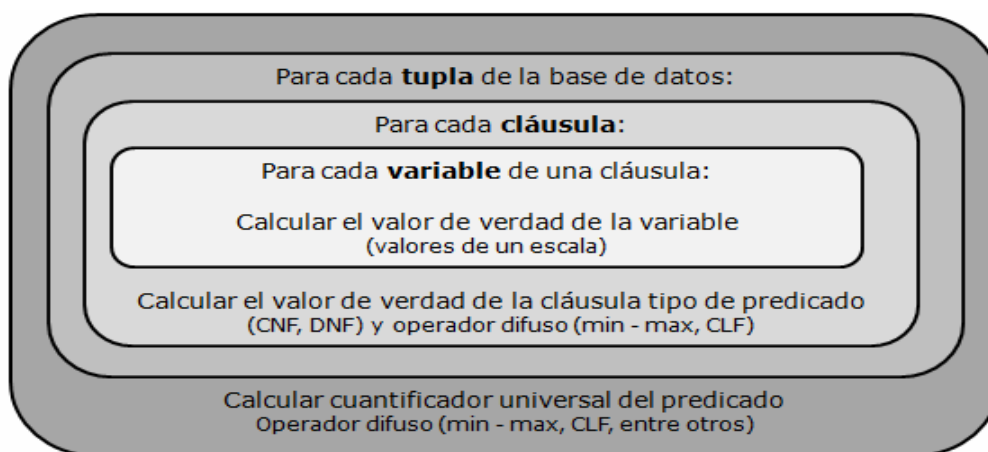 Para cada tupla de la base de datos:
Para cada cláusula:
Para cada variable de una cláusula:
Calcular el valor de verdad de la variable
(valores de un escala)
Calcular el valor de verdad de la cláusula tipo de predicado
(CNF, DNF) y operador difuso (min - max, CLF)
Calcular cuantificador universal del predicado
Operador difuso (min - max, CLF, entre otros)